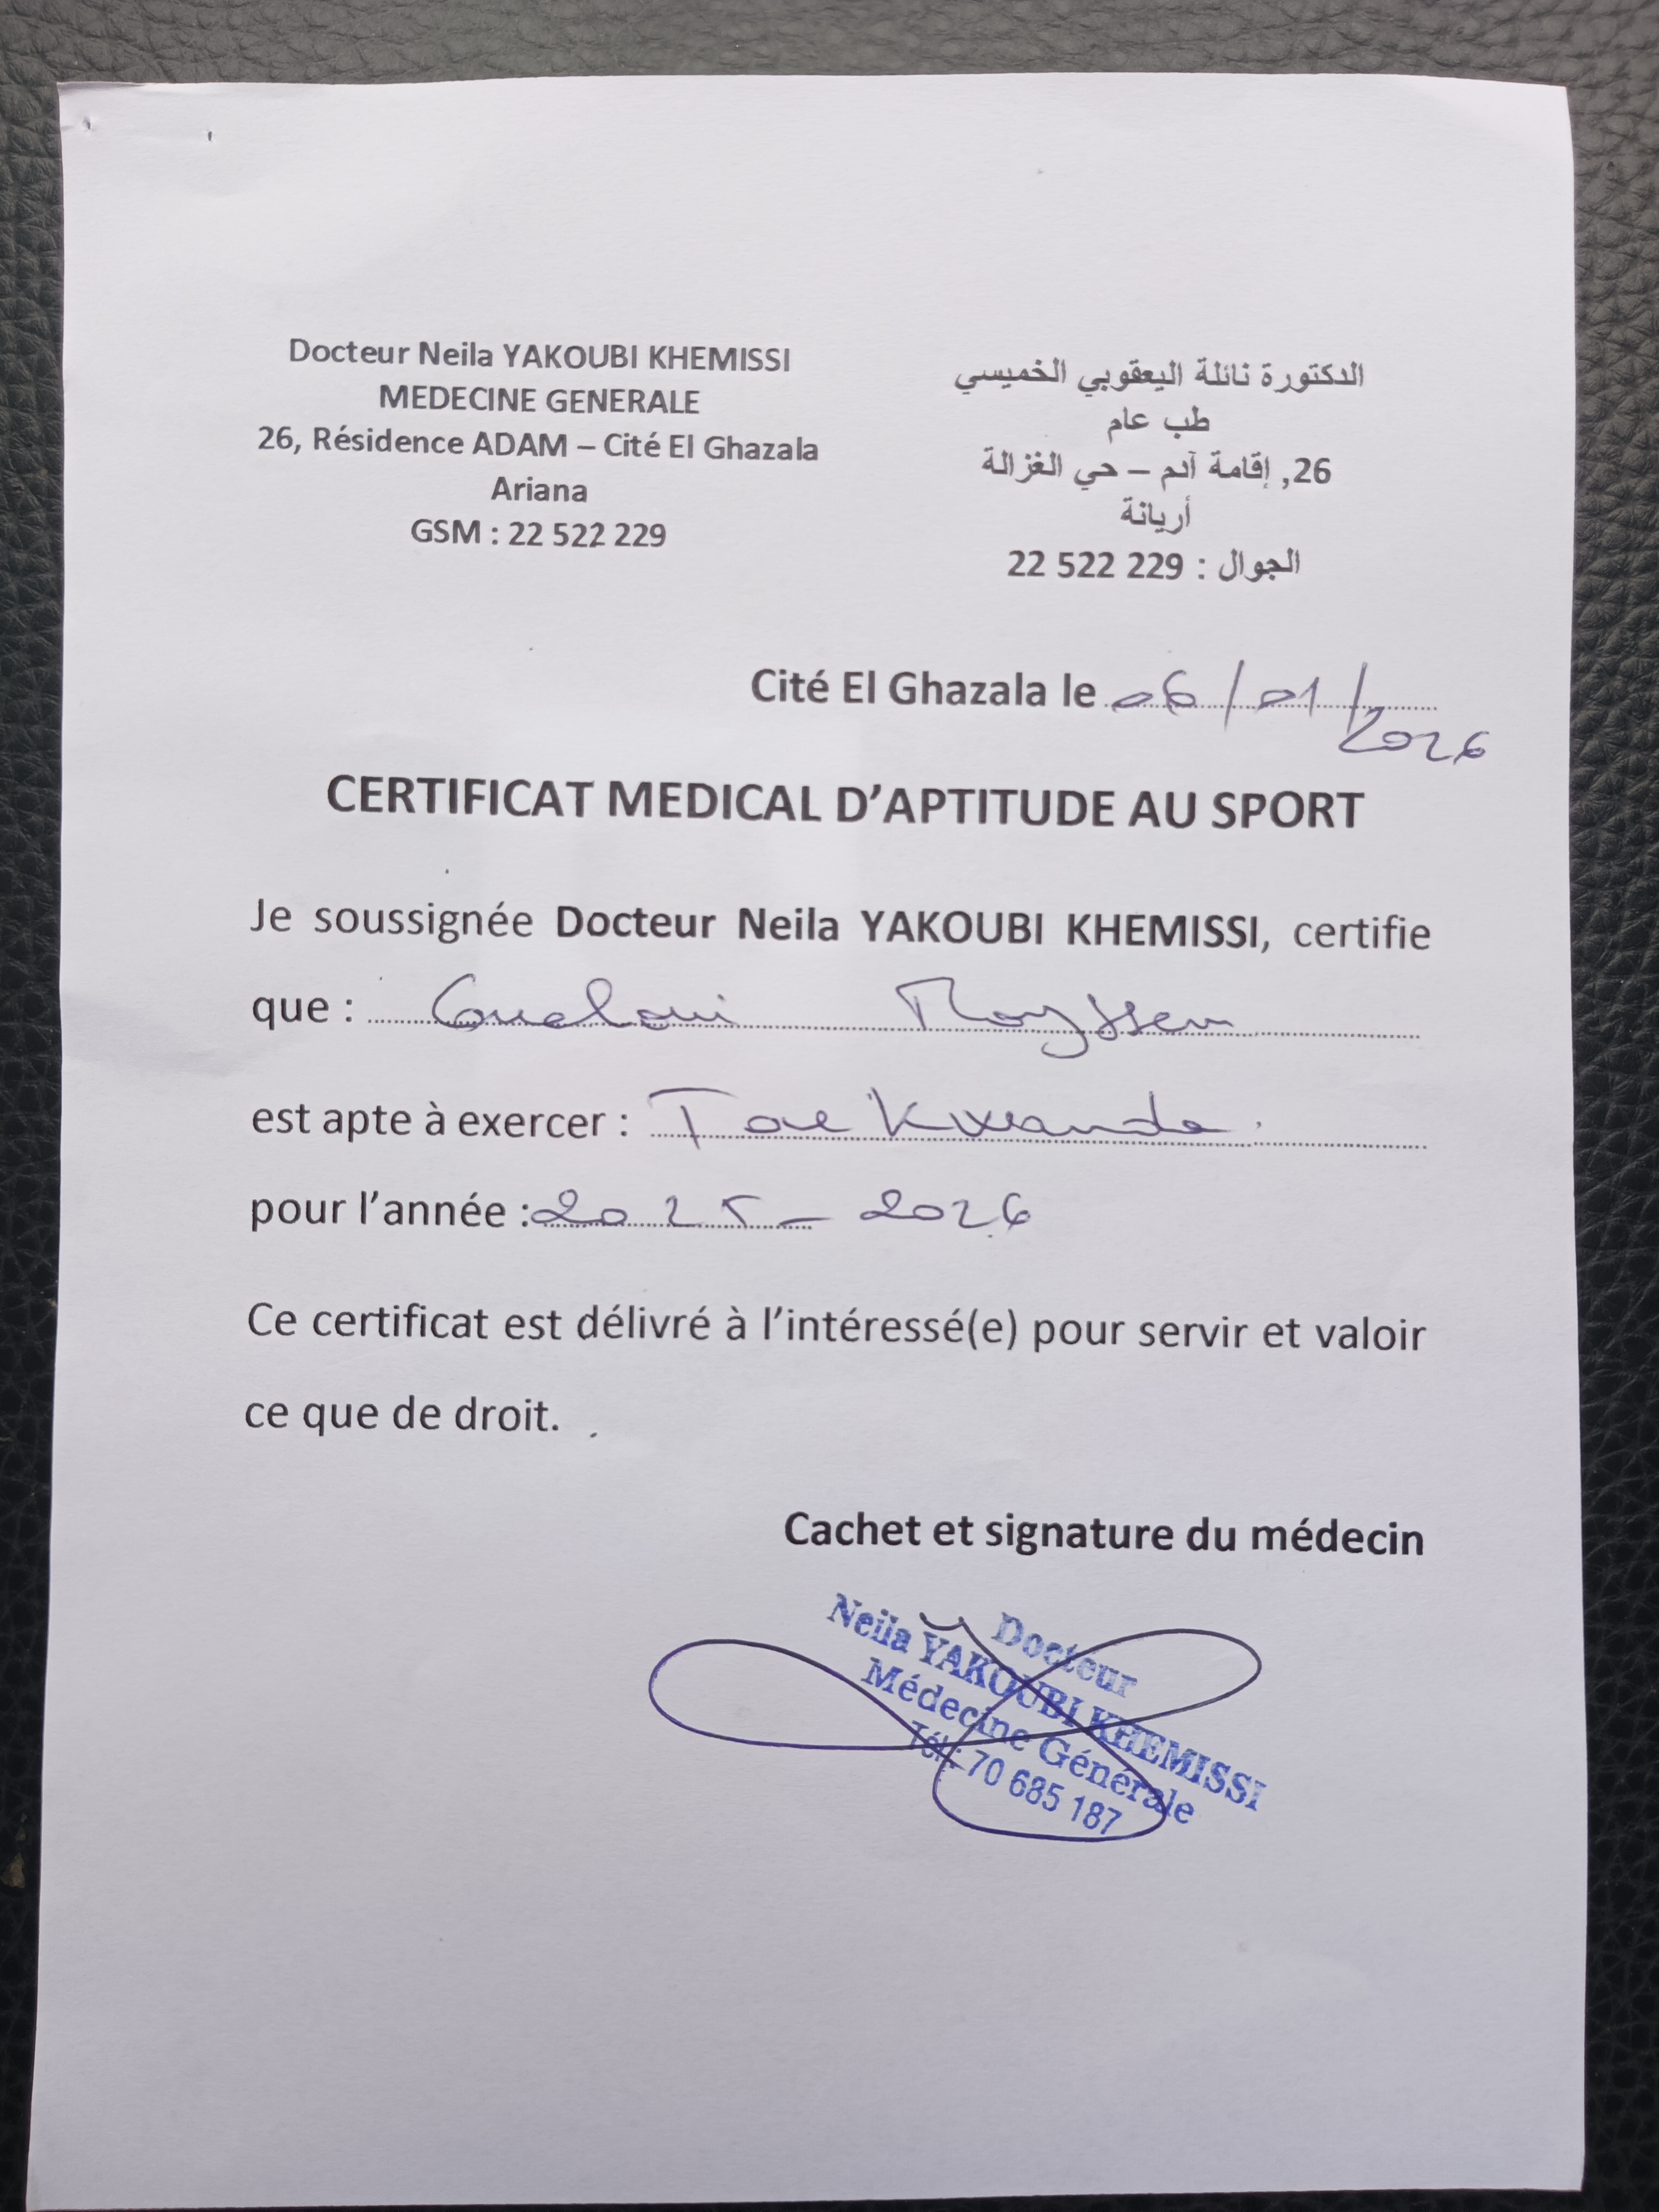 Docteur Neila YAKOUBI KHEMISSI
MEDECINE GENERALE
26, Résidence ADAM – Cité El Ghazala
Ariana
GSM : 22 522 229
الدكتورة نائلة اليعقوبي الخميسي
طب عام
26, إقامة آدم – حي الغزالة
أريانة
الجوال : 22 522 229
Cité El Ghazala le 06/01/2026
CERTIFICAT MEDICAL D’APTITUDE AU SPORT
Je soussignée Docteur Neila YAKOUBI KHEMISSI, certifie
que :
est apte à exercer : Taekwando
pour l’année : 2025 – 2026
Ce certificat est délivré à l’intéressé(e) pour servir et valoir
ce que de droit.
Cachet et signature du médecin
Docteur
Neila YAKOUBI KHEMISSI
Médecine Générale
Tél: 70 685 187